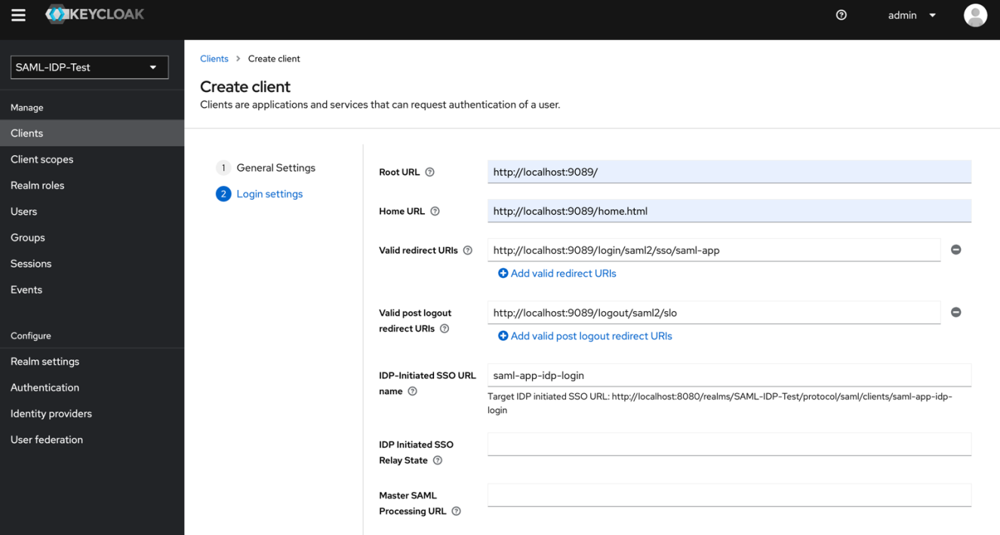 KEYCLOAK
admin
SAML-IDP-Test
Manage
Clients
Client scopes
Realm roles
Users
Groups
Sessions
Events
Configure
Realm settings
Authentication
Identity providers
User federation
Clients > Create client
Create client
Clients are applications and services that can request authentication of a user.
1 General Settings
2 Login settings
Root URL
http://localhost:9089/
Home URL
http://localhost:9089/home.html
Valid redirect URIs
http://localhost:9089/login/saml2/sso/saml-app
Add valid redirect URIs
Valid post logout
redirect URIs
http://localhost:9089/logout/saml2/slo
Add valid post logout redirect URIs
IDP-Initiated SSO URL
name
saml-app-idp-login
Target IDP initiated SSO URL: http://localhost:8080/realms/SAML-IDP-Test/protocol/saml/clients/saml-app-idp-
login
IDP Initiated SSO
Relay State
Master SAML
Processing URL